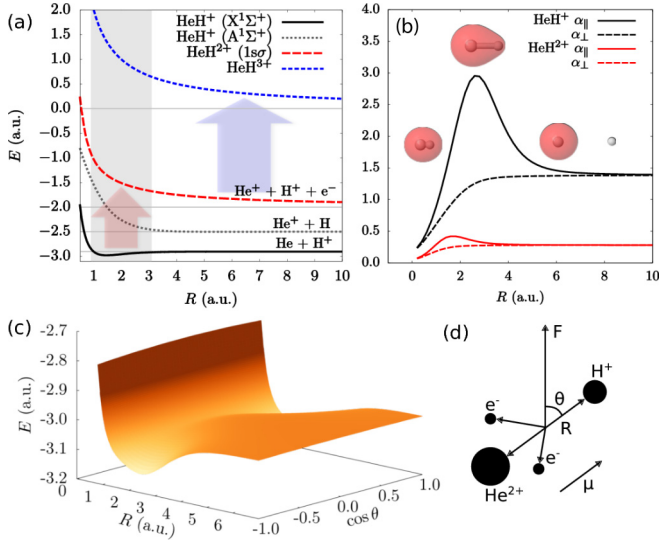 (a)
HeH⁺ (X¹Σ⁺)
HeH⁺ (A¹Σ⁺)
HeH²⁺ (1sσ)
HeH³⁺
2.0
1.5
1.0
0.5
0.0
-0.5
-1.0
-1.5
-2.0
-2.5
-3.0
E (a.u.)
He⁺ + H⁺ + e⁻
He⁺ + H
He + H⁺
1 2 3 4 5 6 7 8 9 10
R (a.u.)
(b)
HeH⁺ α∥
α⊥
HeH²⁺ α∥
α⊥
4.0
3.5
3.0
2.5
2.0
1.5
1.0
0.5
0.0
0 2 4 6 8 10
R (a.u.)
(c)
-2.7
-2.8
-2.9
-3.0
-3.1
-3.2
E (a.u.)
0 1 2 3 4 5 6
R (a.u.)
-1.0 -0.5 0.0 0.5 1.0
cos θ
(d)
F
H⁺
θ
R
e⁻
e⁻
He²⁺
μ